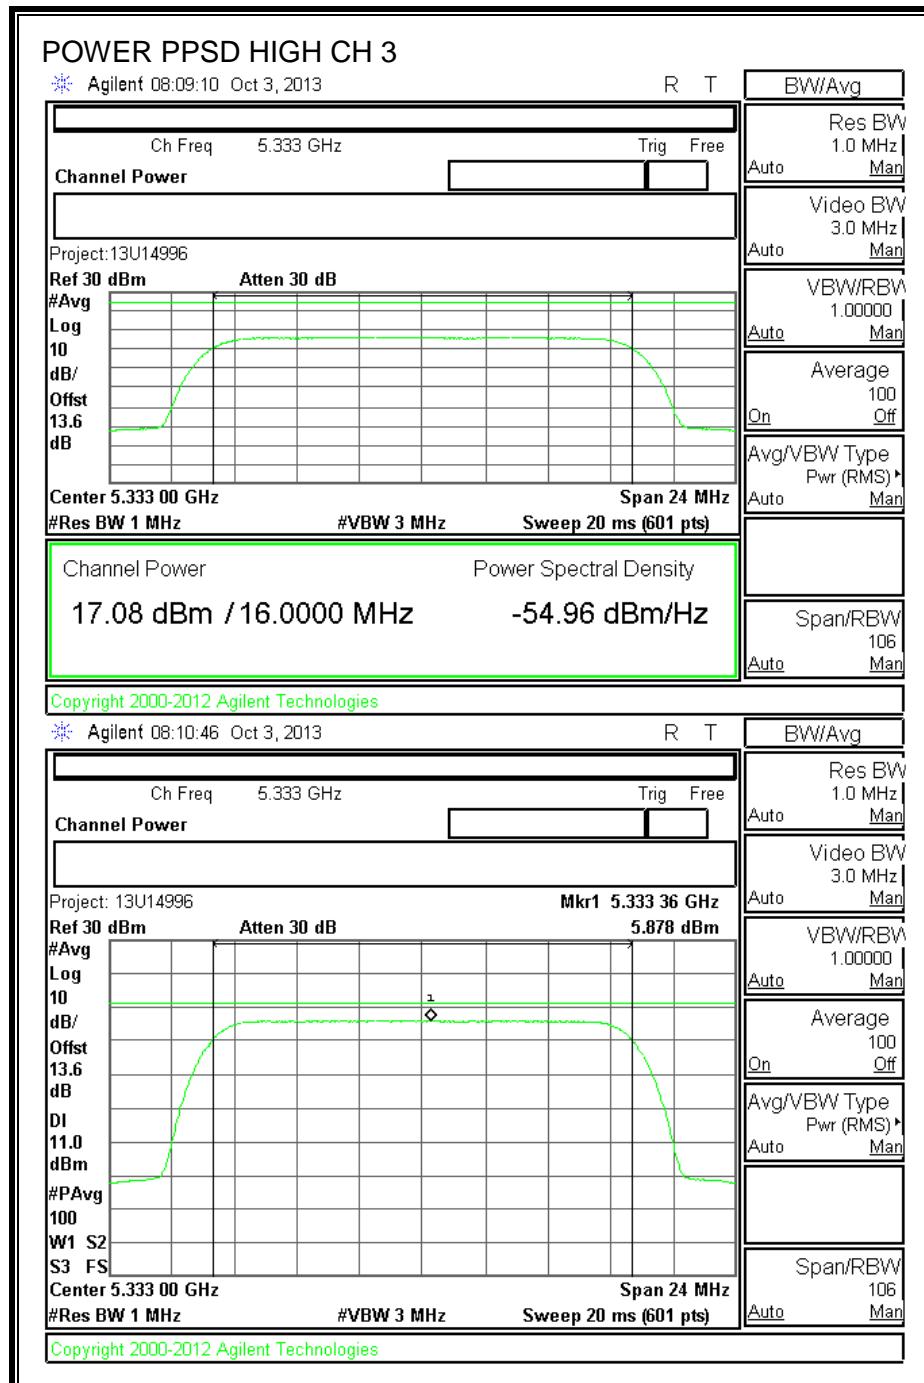 POWER PPSD HIGH CH 3
Agilent 08:09:10 Oct 3, 2013 R T
BW/Avg
Ch Freq 5.333 GHz Trig Free
Channel Power
Res BW
1.0 MHz
Auto Man
Video BW
3.0 MHz
Auto Man
Project:13U14996
Ref 30 dBm Atten 30 dB
#Avg
Log
10
dB/
Offst
13.6
dB
VBW/RBW
1.00000
Auto Man
Average
100
On Off
Avg/VBW Type
Pwr (RMS)
Auto Man
Center 5.333 00 GHz Span 24 MHz
#Res BW 1 MHz #VBW 3 MHz Sweep 20 ms (601 pts)
Channel Power Power Spectral Density
17.08 dBm / 16.0000 MHz -54.96 dBm/Hz
Span/RBW
106
Auto Man
Copyright 2000-2012 Agilent Technologies
Agilent 08:10:46 Oct 3, 2013 R T
BW/Avg
Ch Freq 5.333 GHz Trig Free
Channel Power
Res BW
1.0 MHz
Auto Man
Video BW
3.0 MHz
Auto Man
Project: 13U14996 Mkr1 5.333 36 GHz
Ref 30 dBm Atten 30 dB 5.878 dBm
#Avg
Log
10
dB/
Offst
13.6
dB
DI
11.0
dBm
#PAvg
100
W1 S2
S3 FS
1
VBW/RBW
1.00000
Auto Man
Average
100
On Off
Avg/VBW Type
Pwr (RMS)
Auto Man
Span/RBW
106
Auto Man
Center 5.333 00 GHz Span 24 MHz
#Res BW 1 MHz #VBW 3 MHz Sweep 20 ms (601 pts)
Copyright 2000-2012 Agilent Technologies